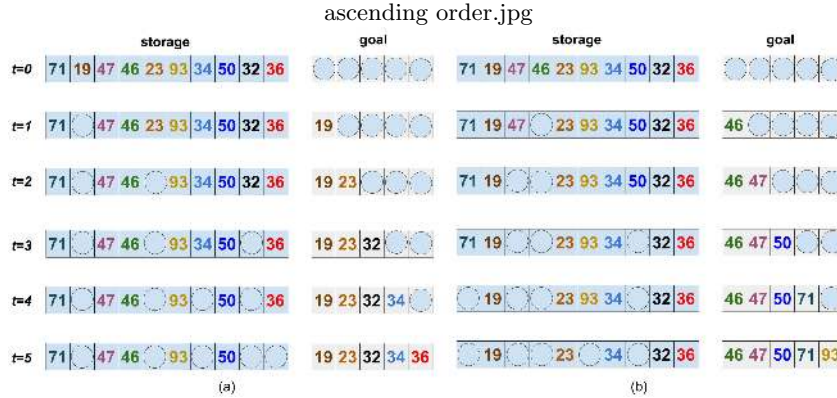 ascending order.jpg
storage goal storage goal
t=0 71 19 47 46 23 93 34 50 32 36 71 19 47 46 23 93 34 50 32 36
t=1 71 47 46 23 93 34 50 32 36 19 71 19 47 23 93 34 50 32 36 46
t=2 71 47 46 93 34 50 32 36 19 23 71 19 23 93 34 50 32 36 46 47
t=3 71 47 46 93 34 50 36 19 23 32 71 19 23 93 34 32 36 46 47 50
t=4 71 47 46 93 50 36 19 23 32 34 19 23 93 34 32 36 46 47 50 71
t=5 71 47 46 93 50 19 23 32 34 36 19 23 34 32 36 46 47 50 71 93
(a) (b)